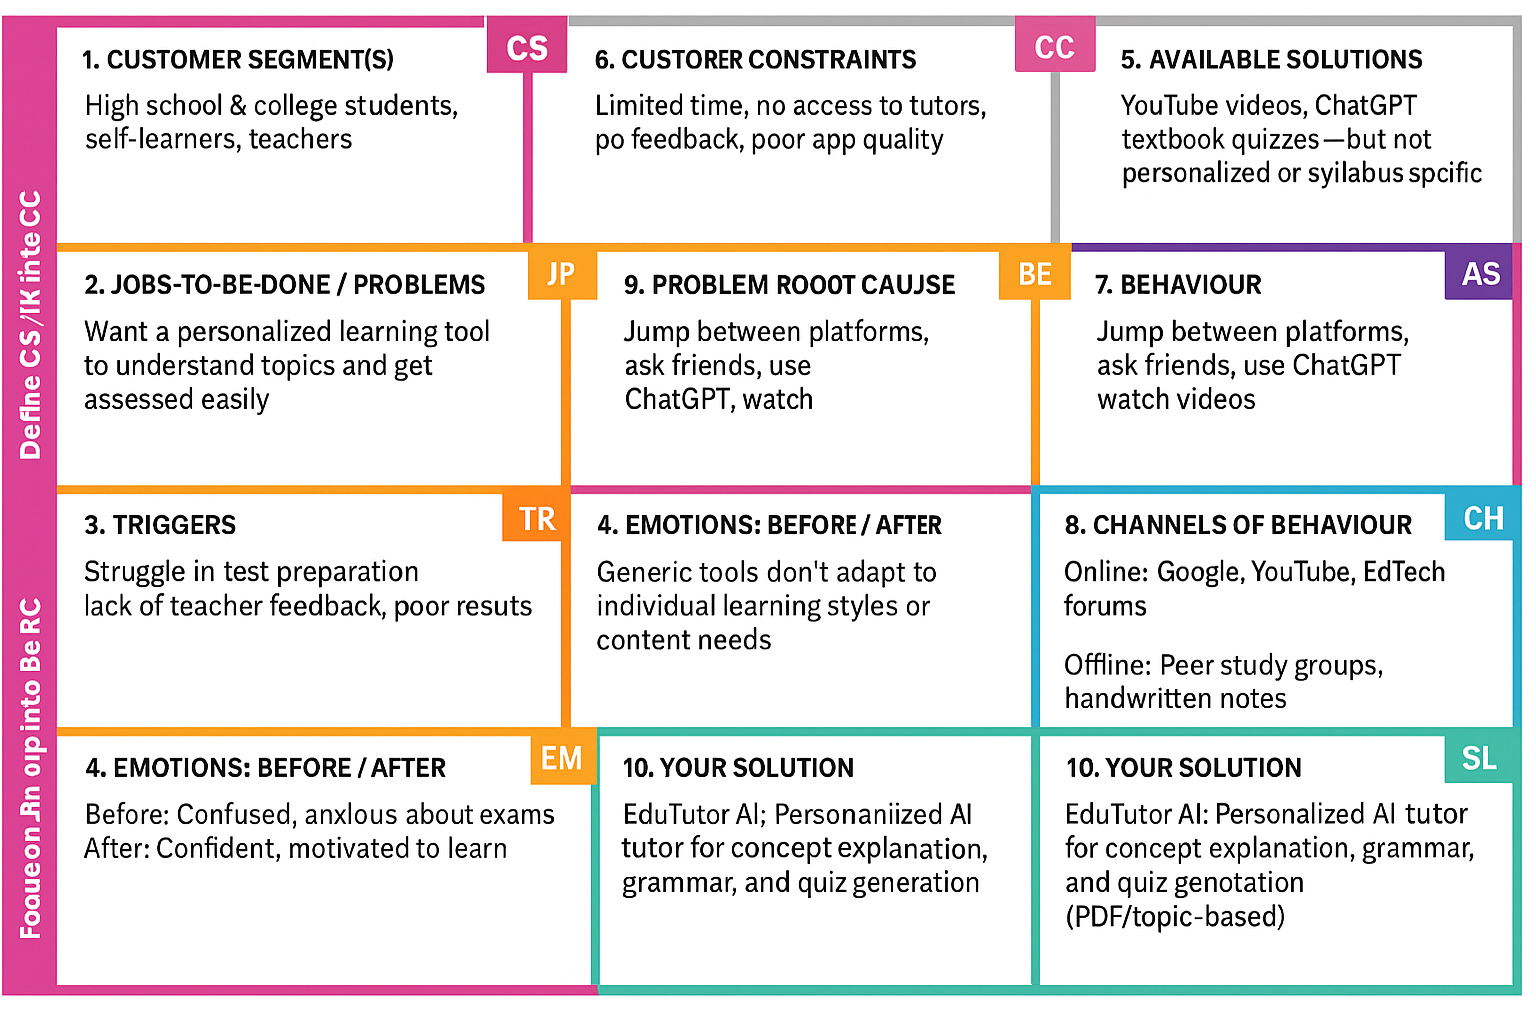 1. CUSTOMER SEGMENT(S)
CS
High school & college students,
self-learners, teachers
6. CUSTORER CONSTRAINTS
CC
Limited time, no access to tutors,
po feedback, poor app quality
5. AVAILABLE SOLUTIONS
YouTube videos, ChatGPT
textbook quizzes—but not
personalized or syilabus spcific
2. JOBS-TO-BE-DONE / PROBLEMS
JP
Want a personalized learning tool
to understand topics and get
assessed easily
9. PROBLEM ROOOT CAUJSE
BE
Jump between platforms,
ask friends, use
ChatGPT, watch
7. BEHAVIOUR
AS
Jump between platforms,
ask friends, use ChatGPT
watch videos
3. TRIGGERS
TR
Struggle in test preparation
lack of teacher feedback, poor resuts
4. EMOTIONS: BEFORE / AFTER
Generic tools don't adapt to
individual learning styles or
content needs
8. CHANNELS OF BEHAVIOUR
CH
Online: Google, YouTube, EdTech
forums
Offline: Peer study groups,
handwritten notes
4. EMOTIONS: BEFORE / AFTER
EM
Before: Confused, anxlous about exams
After: Confident, motivated to learn
10. YOUR SOLUTION
EduTutor AI; Personaniized AI
tutor for concept explanation,
grammar, and quiz generation
10. YOUR SOLUTION
SL
EduTutor AI: Personalized AI tutor
for concept explanation, grammar,
and quiz genotation
(PDF/topic-based)
Define CS
CC
into Be RC